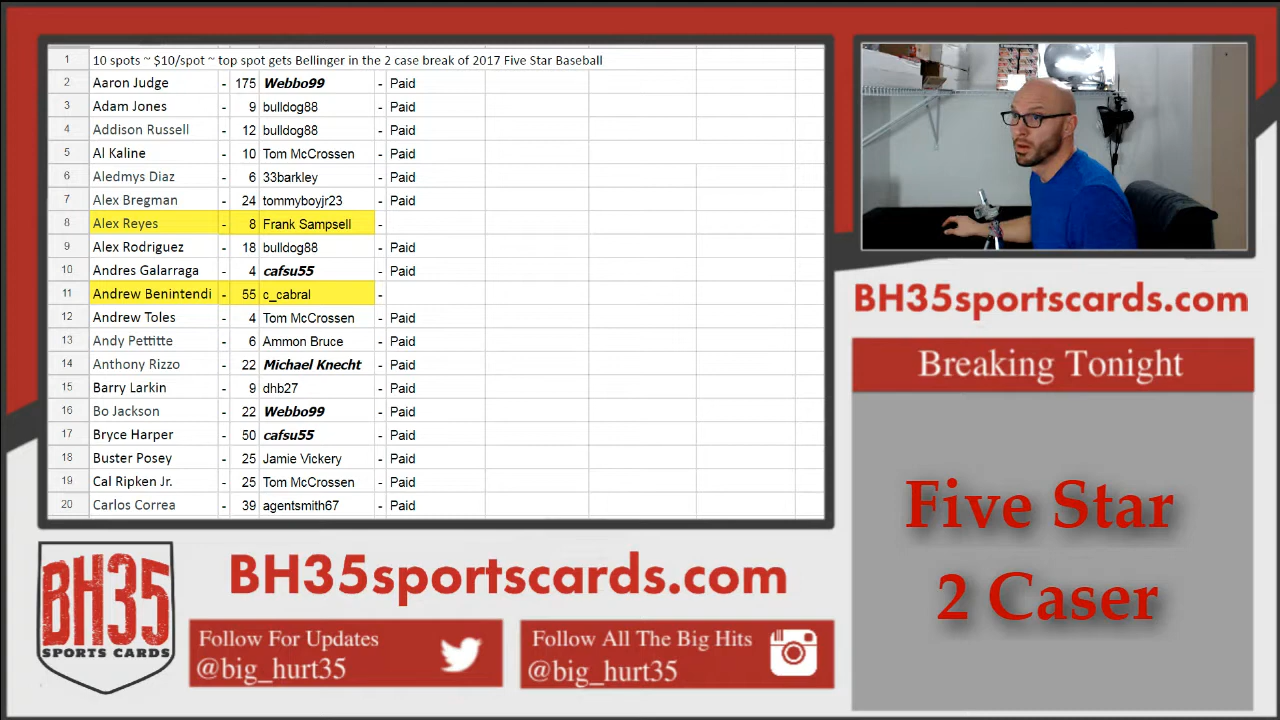 1 10 spots ~ $10/spot ~ top spot gets Bellinger in the 2 case break of 2017 Five Star Baseball
2 Aaron Judge - 175 Webbo99 - Paid
3 Adam Jones - 9 bulldog88 - Paid
4 Addison Russell - 12 bulldog88 - Paid
5 Al Kaline - 10 Tom McCrossen - Paid
6 Aledmys Diaz - 6 33barkley - Paid
7 Alex Bregman - 24 tommyboyjr23 - Paid
8 Alex Reyes - 8 Frank Sampsell -
9 Alex Rodriguez - 18 bulldog88 - Paid
10 Andres Galarraga - 4 cafsu55 - Paid
11 Andrew Benintendi - 55 c_cabral -
12 Andrew Toles - 4 Tom McCrossen - Paid
13 Andy Pettitte - 6 Ammon Bruce - Paid
14 Anthony Rizzo - 22 Michael Knecht - Paid
15 Barry Larkin - 9 dhb27 - Paid
16 Bo Jackson - 22 Webbo99 - Paid
17 Bryce Harper - 50 cafsu55 - Paid
18 Buster Posey - 25 Jamie Vickery - Paid
19 Cal Ripken Jr. - 25 Tom McCrossen - Paid
20 Carlos Correa - 39 agentsmith67 - Paid
BH35sportscards.com
Breaking Tonight
Five Star
2 Caser
BH35
SPORTS CARDS
BH35sportscards.com
Follow For Updates
@big_hurt35
Follow All The Big Hits
@big_hurt35